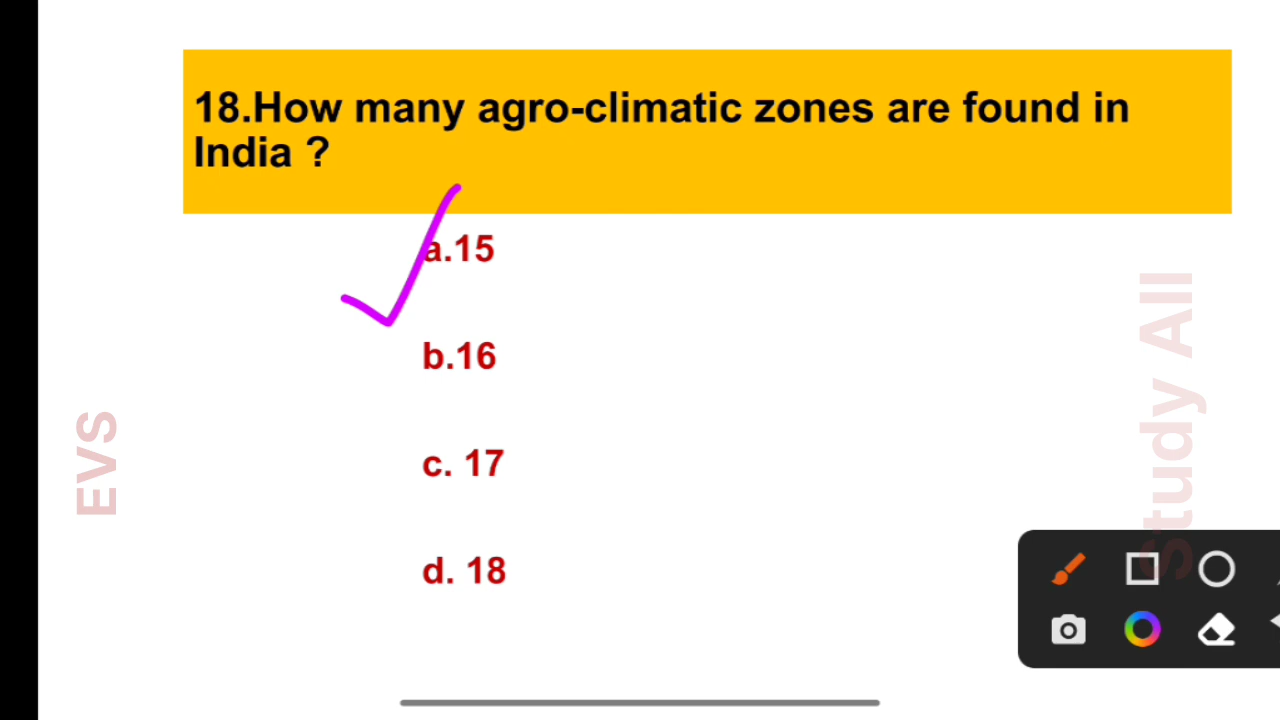 18.How many agro-climatic zones are found in
India ?
a.15
b.16
c. 17
d. 18
EVS
Study All